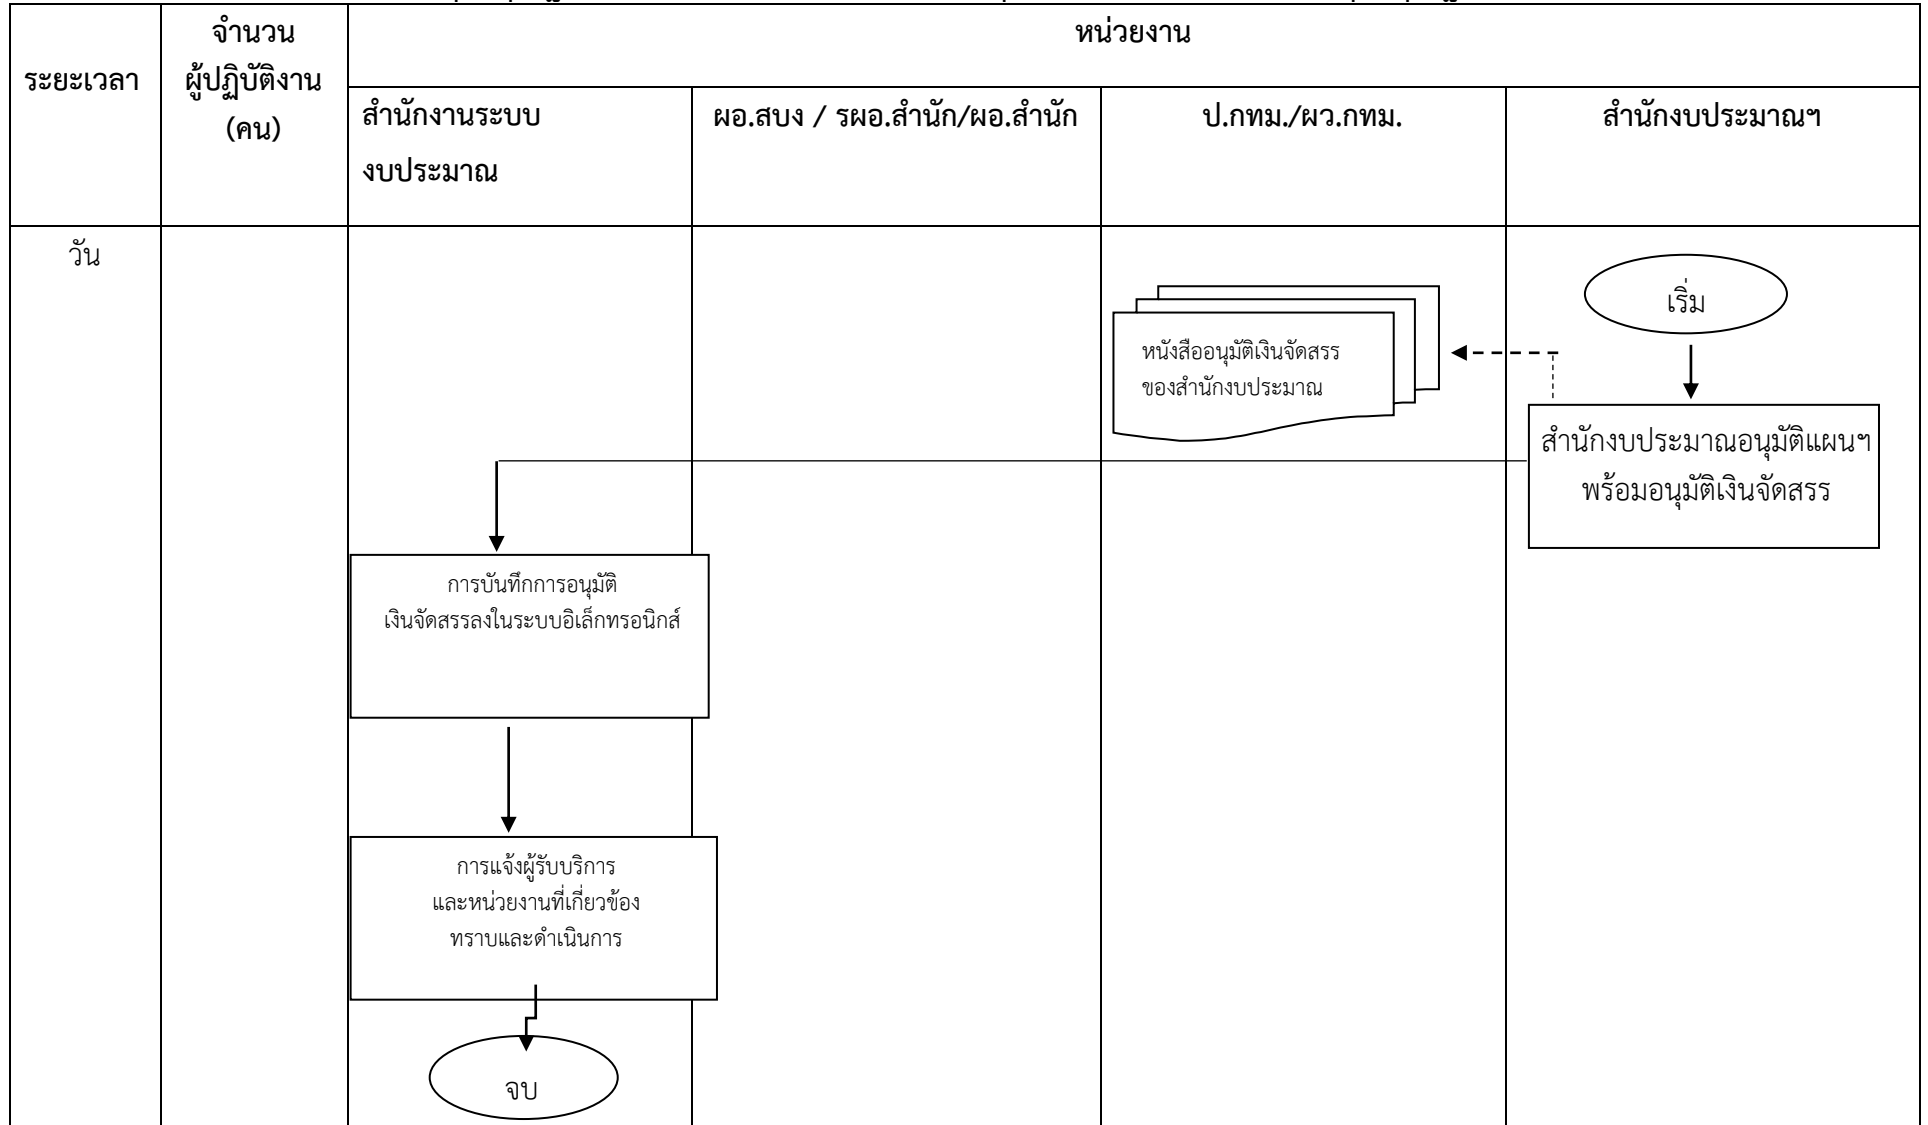 ระยะเวลา
จำนวน
ผู้ปฏิบัติงาน
(คน)
หน่วยงาน
สำนักงานระบบ
งบประมาณ
ผอ.สบง / รผอ.สำนัก/ผอ.สำนัก
ป.กทม./ผว.กทม.
สำนักงบประมาณฯ
วัน
เริ่ม
หนังสืออนุมัติเงินจัดสรร
ของสำนักงบประมาณ
สำนักงบประมาณอนุมัติแผนฯ
พร้อมอนุมัติเงินจัดสรร
การบันทึกการอนุมัติ
เงินจัดสรรลงในระบบอิเล็กทรอนิกส์
การแจ้งผู้รับบริการ
และหน่วยงานที่เกี่ยวข้อง
ทราบและดำเนินการ
จบ